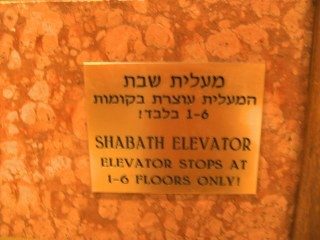 מעלית שבת
המעלית עוצרת בקומות
1-6 בלבד!
SHABATH ELEVATOR
ELEVATOR STOPS AT
1-6 FLOORS ONLY!